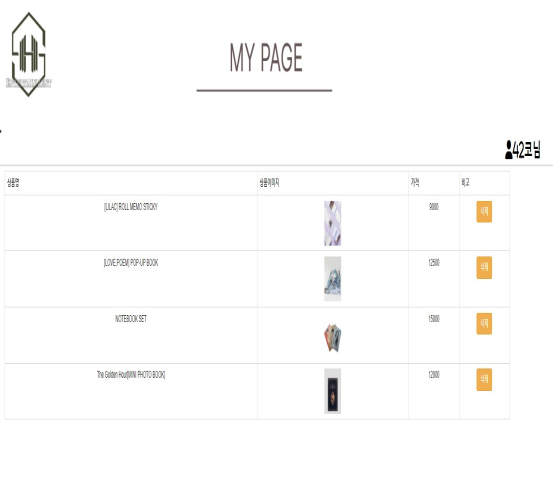 MY PAGE
42코님
상품명 상품이미지 가격 비고
[LILAC] ROLL MEMO STICKY 9000 삭제
[LOVE POEM] POP-UP BOOK 12500 삭제
NOTEBOOK SET 15000 삭제
The Golden Hour[MINI PHOTO BOOK] 12000 삭제